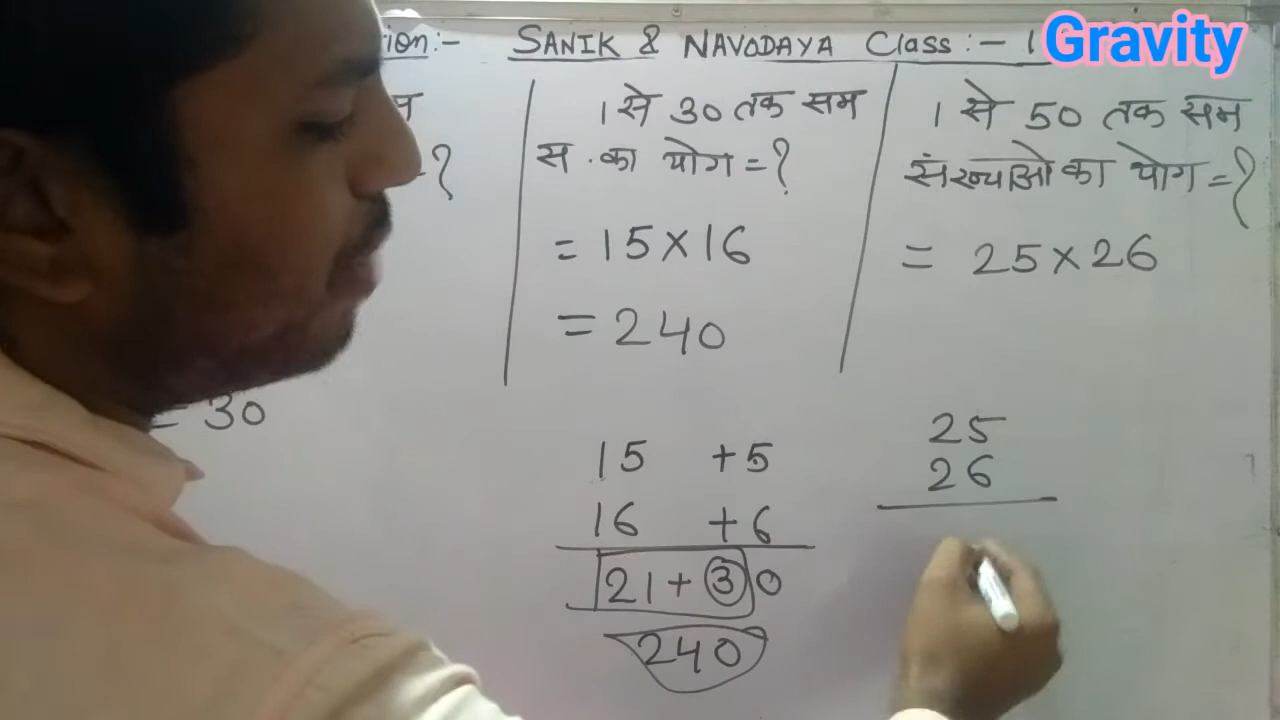 ion:- SANIK & NAVODAYA Class:- 1
Gravity
=?
1 से 30 तक सम
स . का योग = ?
= 15 × 16
= 240
1 से 50 तक सम
संख्याओ का योग = ?
= 25 × 26
= 30
15 +5
16 +6
21 + 3 0
240
25
26